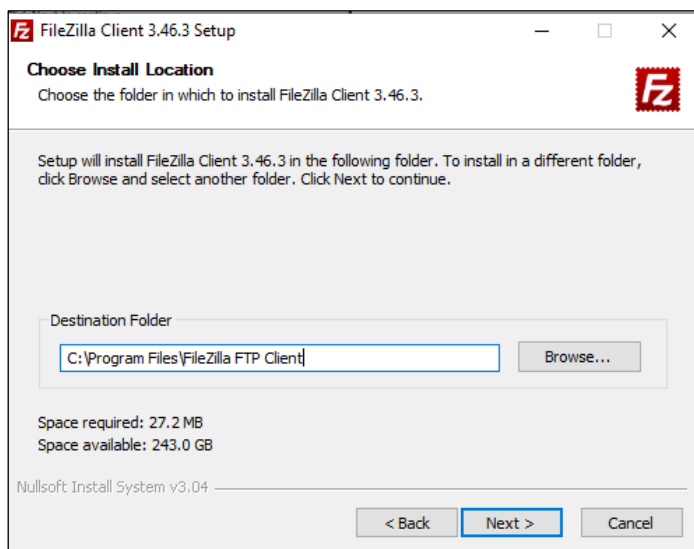 FileZilla Client 3.46.3 Setup
Choose Install Location
Choose the folder in which to install FileZilla Client 3.46.3.
Fz
Setup will install FileZilla Client 3.46.3 in the following folder. To install in a different folder,
click Browse and select another folder. Click Next to continue.
Destination Folder
C:\Program Files\FileZilla FTP Client
Browse...
Space required: 27.2 MB
Space available: 243.0 GB
Nullsoft Install System v3.04
< Back
Next >
Cancel